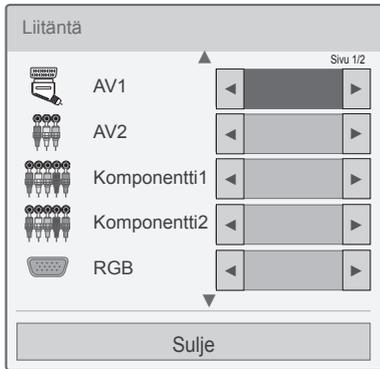 Liitäntä
Sivu 1/2
AV1
AV2
Komponentti1
Komponentti2
RGB
Sulje